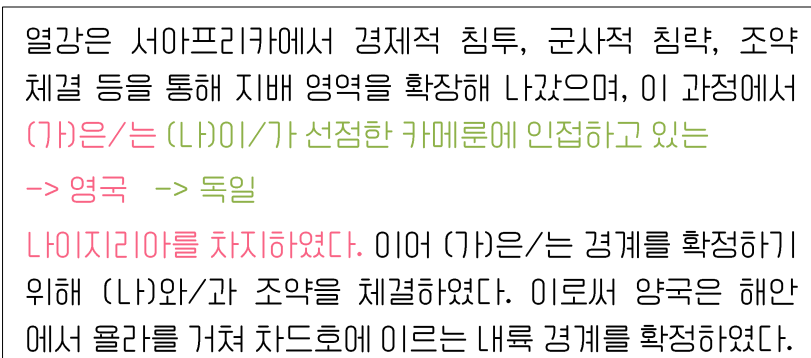 열강은 서아프리카에서 경제적 침투, 군사적 침략, 조약
체결 등을 통해 지배 영역을 확장해 나갔으며, 이 과정에서
(가)은/는 (나)이/가 선점한 카메룬에 인접하고 있는
-> 영국 -> 독일
나이지리아를 차지하였다. 이어 (가)은/는 경계를 확정하기
위해 (나)와/과 조약을 체결하였다. 이로써 양국은 해안
에서 욜라를 거쳐 차드호에 이르는 내륙 경계를 확정하였다.